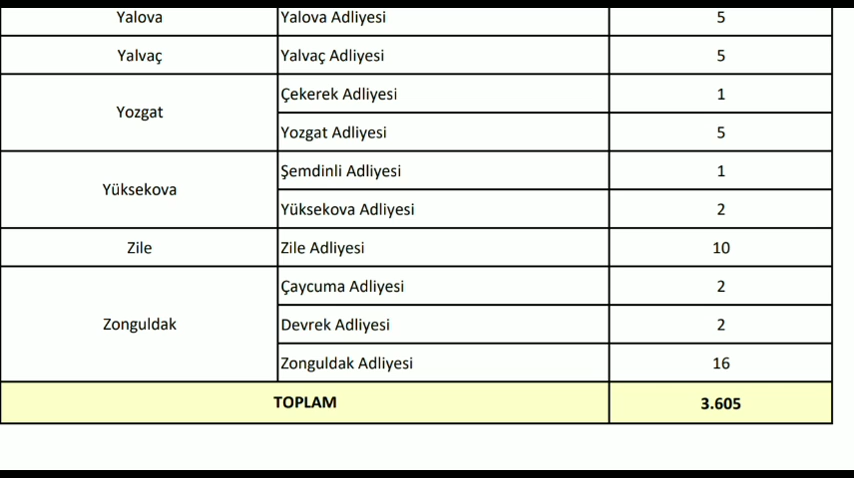 Yalova Yalova Adliyesi 5
Yalvaç Yalvaç Adliyesi 5
Yozgat Çekerek Adliyesi 1
Yozgat Adliyesi 5
Yüksekova Şemdinli Adliyesi 1
Yüksekova Adliyesi 2
Zile Zile Adliyesi 10
Zonguldak Çaycuma Adliyesi 2
Devrek Adliyesi 2
Zonguldak Adliyesi 16
TOPLAM 3.605